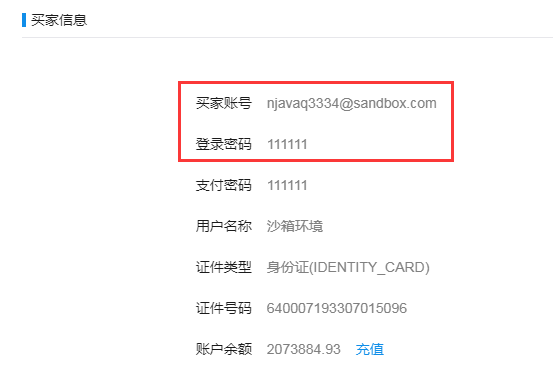 买家信息
买家账号 njavaq3334@sandbox.com
登录密码 111111
支付密码 111111
用户名称 沙箱环境
证件类型 身份证(IDENTITY_CARD)
证件号码 640007193307015096
账户余额 2073884.93 充值